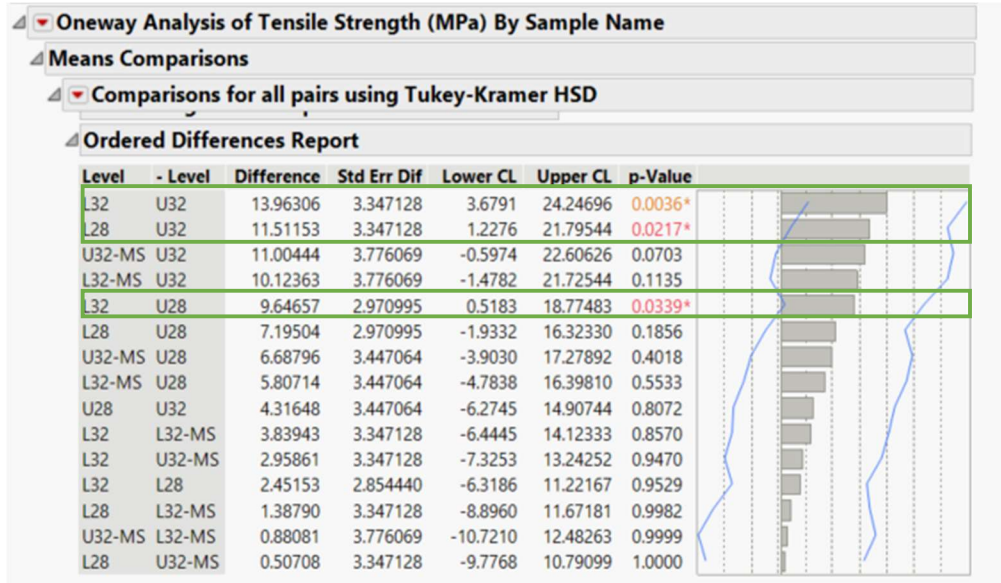 Oneway Analysis of Tensile Strength (MPa) By Sample Name
Means Comparisons
Comparisons for all pairs using Tukey-Kramer HSD
Ordered Differences Report
Level - Level Difference Std Err Dif Lower CL Upper CL p-Value
L32 U32 13.96306 3.347128 3.6791 24.24696 0.0036*
L28 U32 11.51153 3.347128 1.2276 21.79544 0.0217*
U32-MS U32 11.00444 3.776069 -0.5974 22.60626 0.0703
L32-MS U32 10.12363 3.776069 -1.4782 21.72544 0.1135
L32 U28 9.64657 2.970995 0.5183 18.77483 0.0339*
L28 U28 7.19504 2.970995 -1.9332 16.32330 0.1856
U32-MS U28 6.68796 3.447064 -3.9030 17.27892 0.4018
L32-MS U28 5.80714 3.447064 -4.7838 16.39810 0.5533
U28 U32 4.31648 3.447064 -6.2745 14.90744 0.8072
L32 L32-MS 3.83943 3.347128 -6.4445 14.12333 0.8570
L32 U32-MS 2.95861 3.347128 -7.3253 13.24252 0.9470
L32 L28 2.45153 2.854440 -6.3186 11.22167 0.9529
L28 L32-MS 1.38790 3.347128 -8.8960 11.67181 0.9982
U32-MS L32-MS 0.88081 3.776069 -10.7210 12.48263 0.9999
L28 U32-MS 0.50708 3.347128 -9.7768 10.79099 1.0000